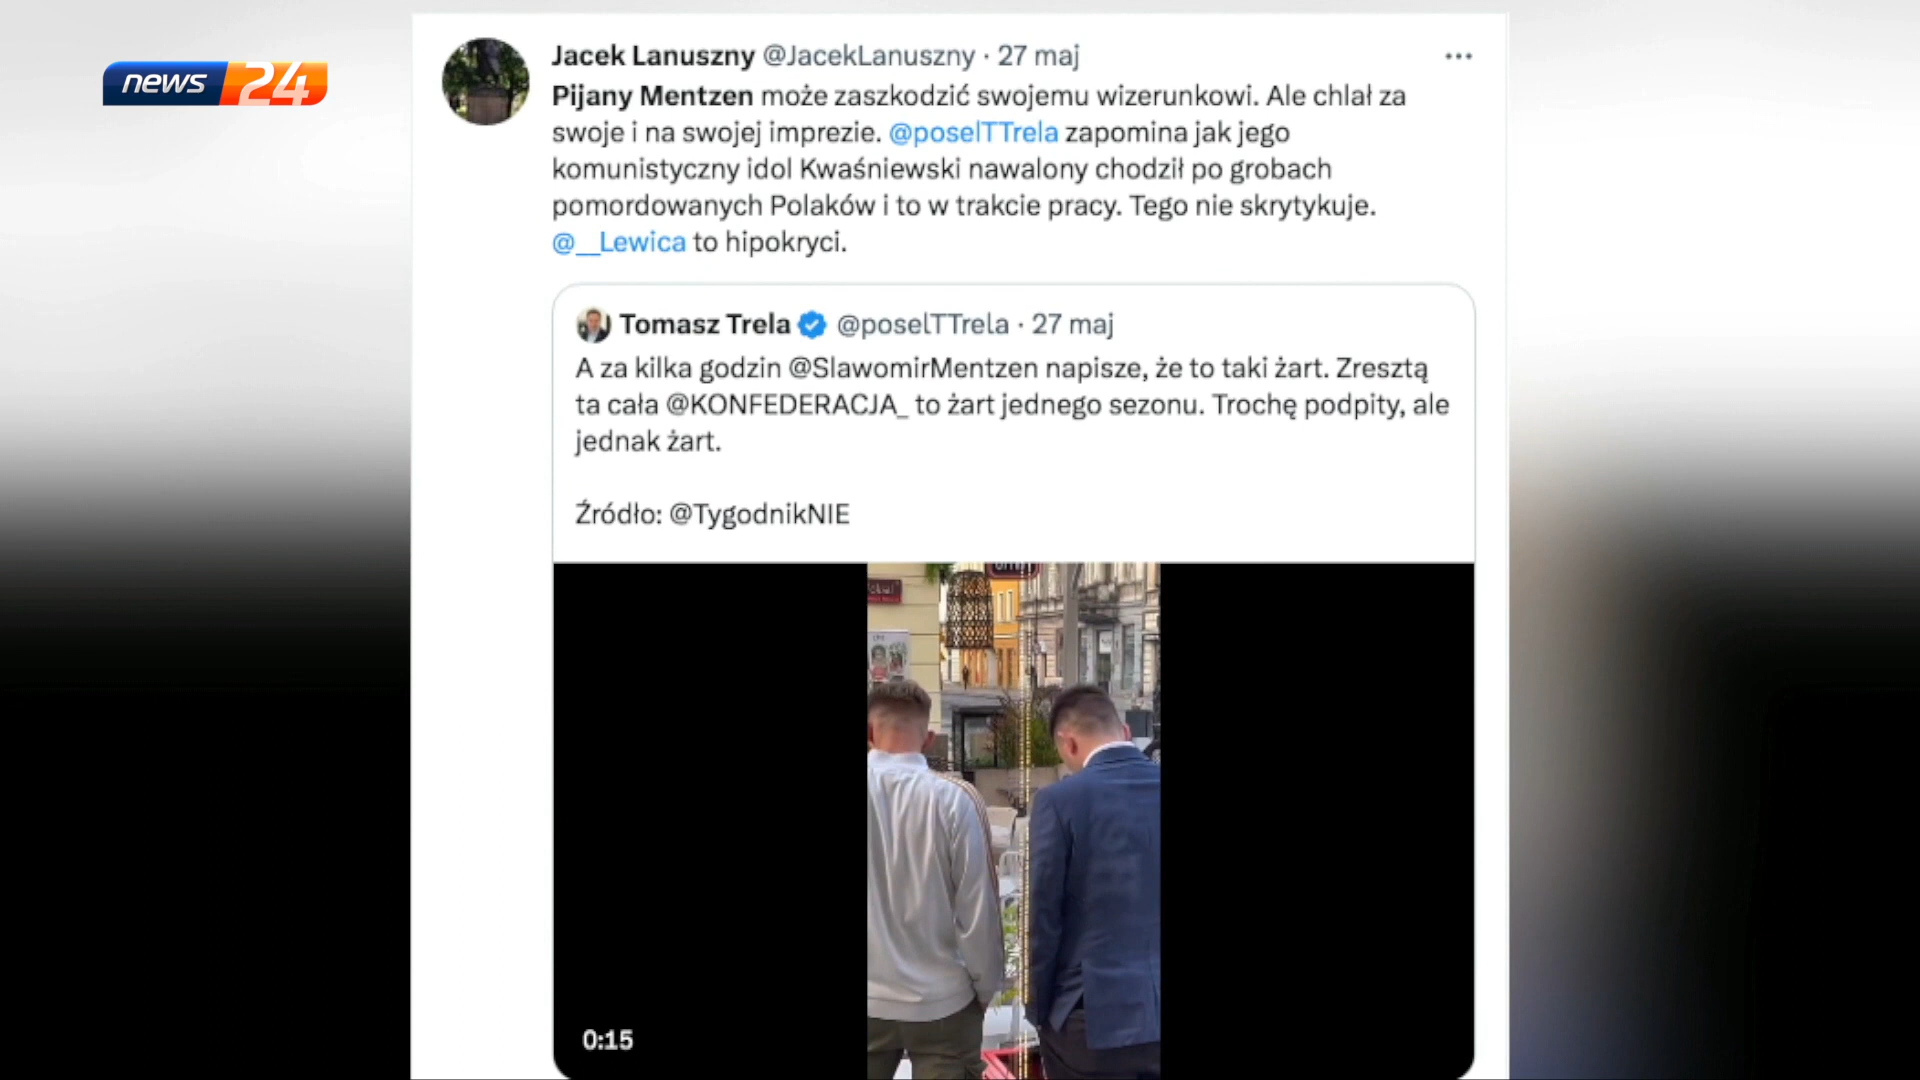 news 24
Jacek Lanuszny @JacekLanuszny · 27 maj
Pijany Mentzen może zaszkodzić swojemu wizerunkowi. Ale chlał za
swoje i na swojej imprezie. @poselTTrela zapomina jak jego
komunistyczny idol Kwaśniewski nawalony chodził po grobach
pomordowanych Polaków i to w trakcie pracy. Tego nie skrytykuje.
@__Lewica to hipokryci.
Tomasz Trela @poselTTrela · 27 maj
A za kilka godzin @SlawomirMentzen napisze, że to taki żart. Zresztą
ta cała @KONFEDERACJA_ to żart jednego sezonu. Trochę podpity, ale
jednak żart.
Źródło: @TygodnikNIE
0:15